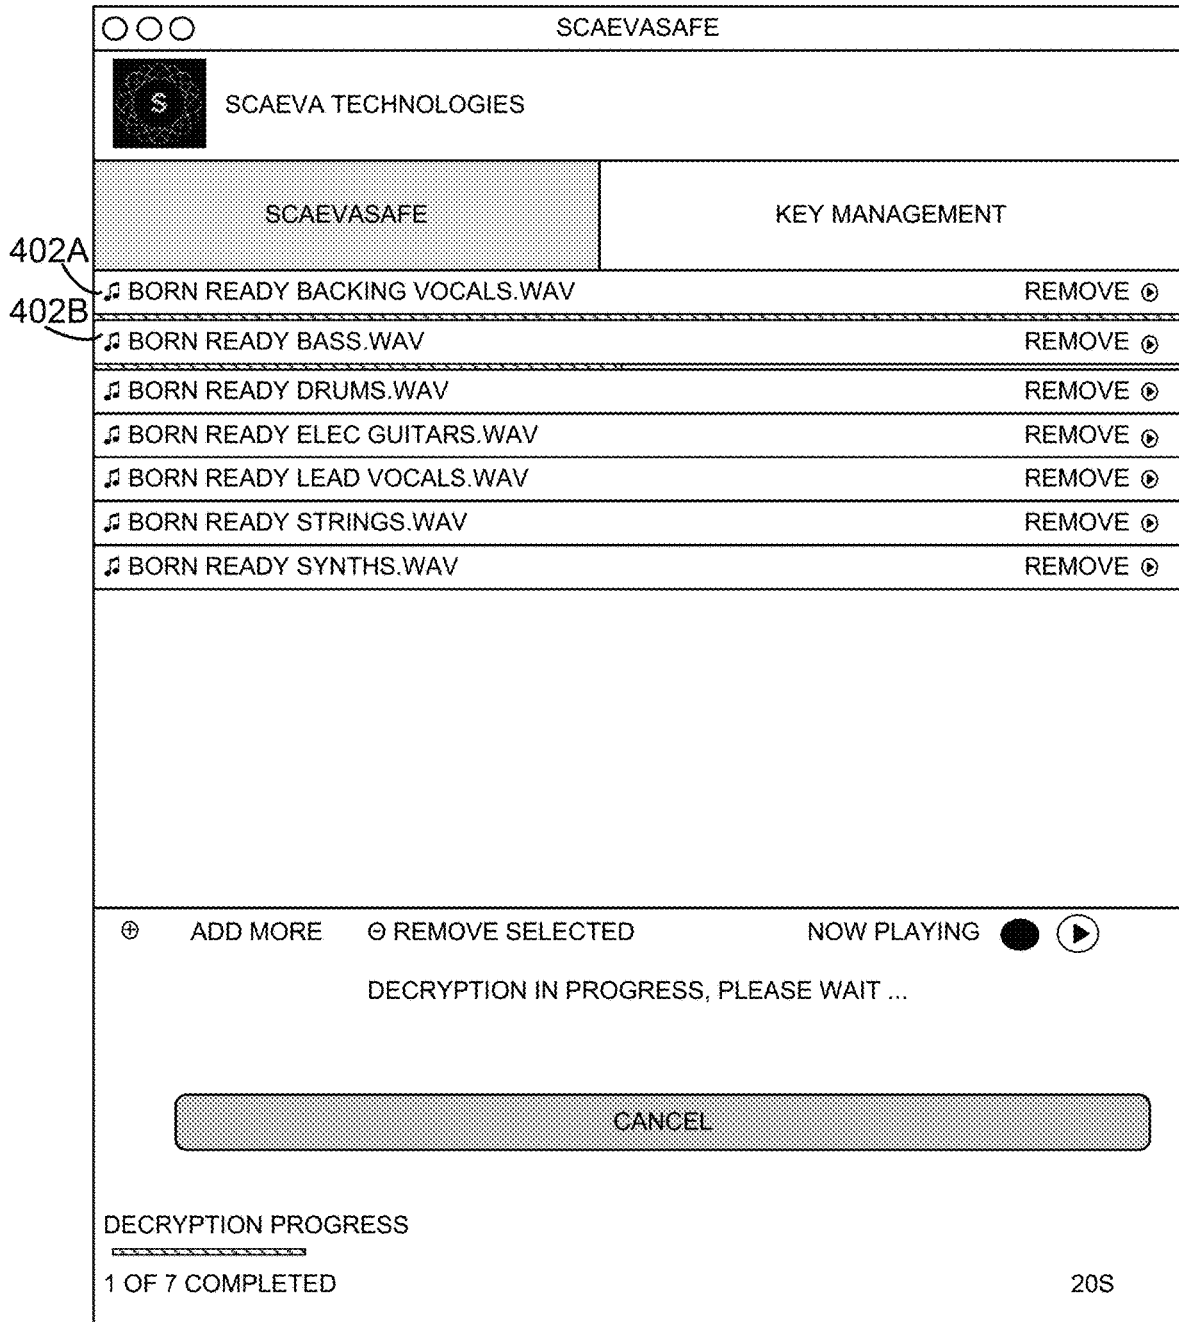 SCAEVASAFE
S
SCAEVA TECHNOLOGIES
SCAEVASAFE KEY MANAGEMENT
402A
BORN READY BACKING VOCALS.WAV REMOVE
402B
BORN READY BASS.WAV REMOVE
BORN READY DRUMS.WAV REMOVE
BORN READY ELEC GUITARS.WAV REMOVE
BORN READY LEAD VOCALS.WAV REMOVE
BORN READY STRINGS.WAV REMOVE
BORN READY SYNTHS.WAV REMOVE
ADD MORE REMOVE SELECTED NOW PLAYING
DECRYPTION IN PROGRESS, PLEASE WAIT ...
CANCEL
DECRYPTION PROGRESS
1 OF 7 COMPLETED 20S